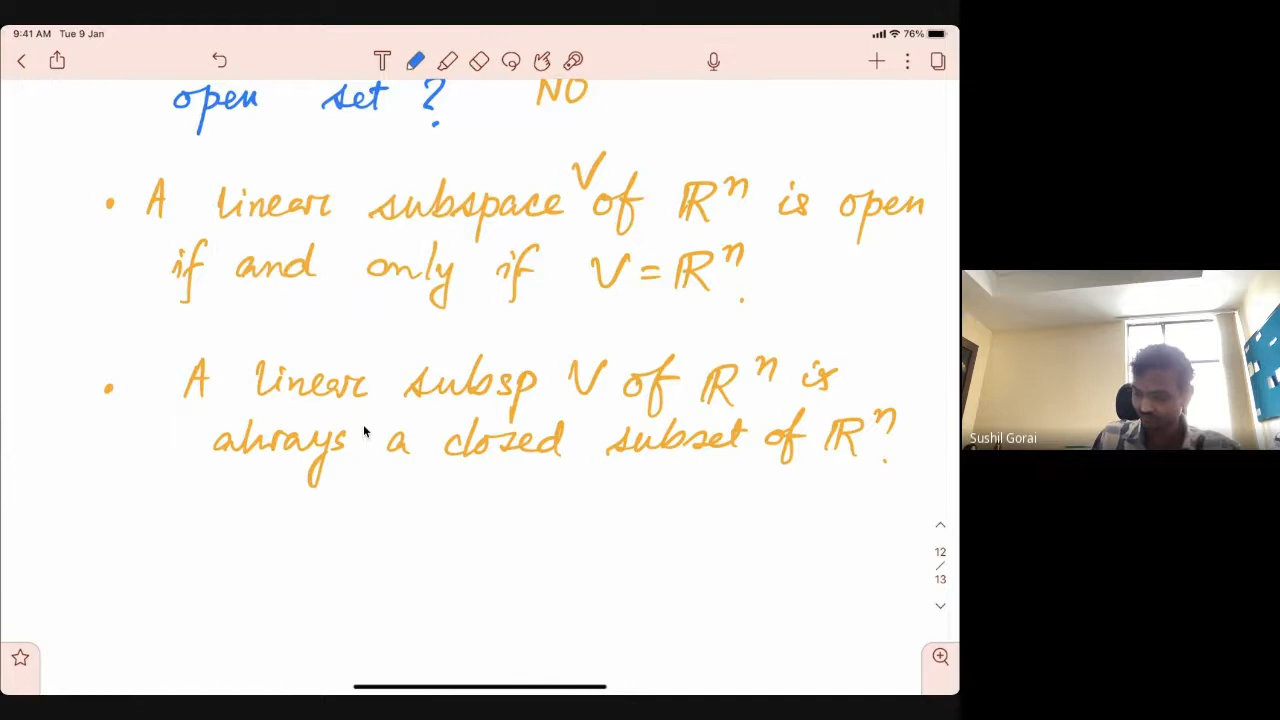 9:41 AM Tue 9 Jan
76%
T
open set ? NO
• A linear subspace V of ℝⁿ is open
if and only if V = ℝⁿ.
• A linear subsp V of ℝⁿ is
always a closed subset of ℝⁿ.
Sushil Gorai
12
/
13